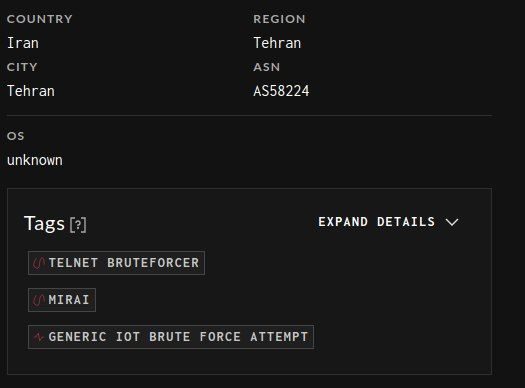 COUNTRY REGION
Iran Tehran
CITY ASN
Tehran AS58224
OS
unknown
Tags [?] EXPAND DETAILS
TELNET BRUTEFORCER
MIRAI
GENERIC IOT BRUTE FORCE ATTEMPT